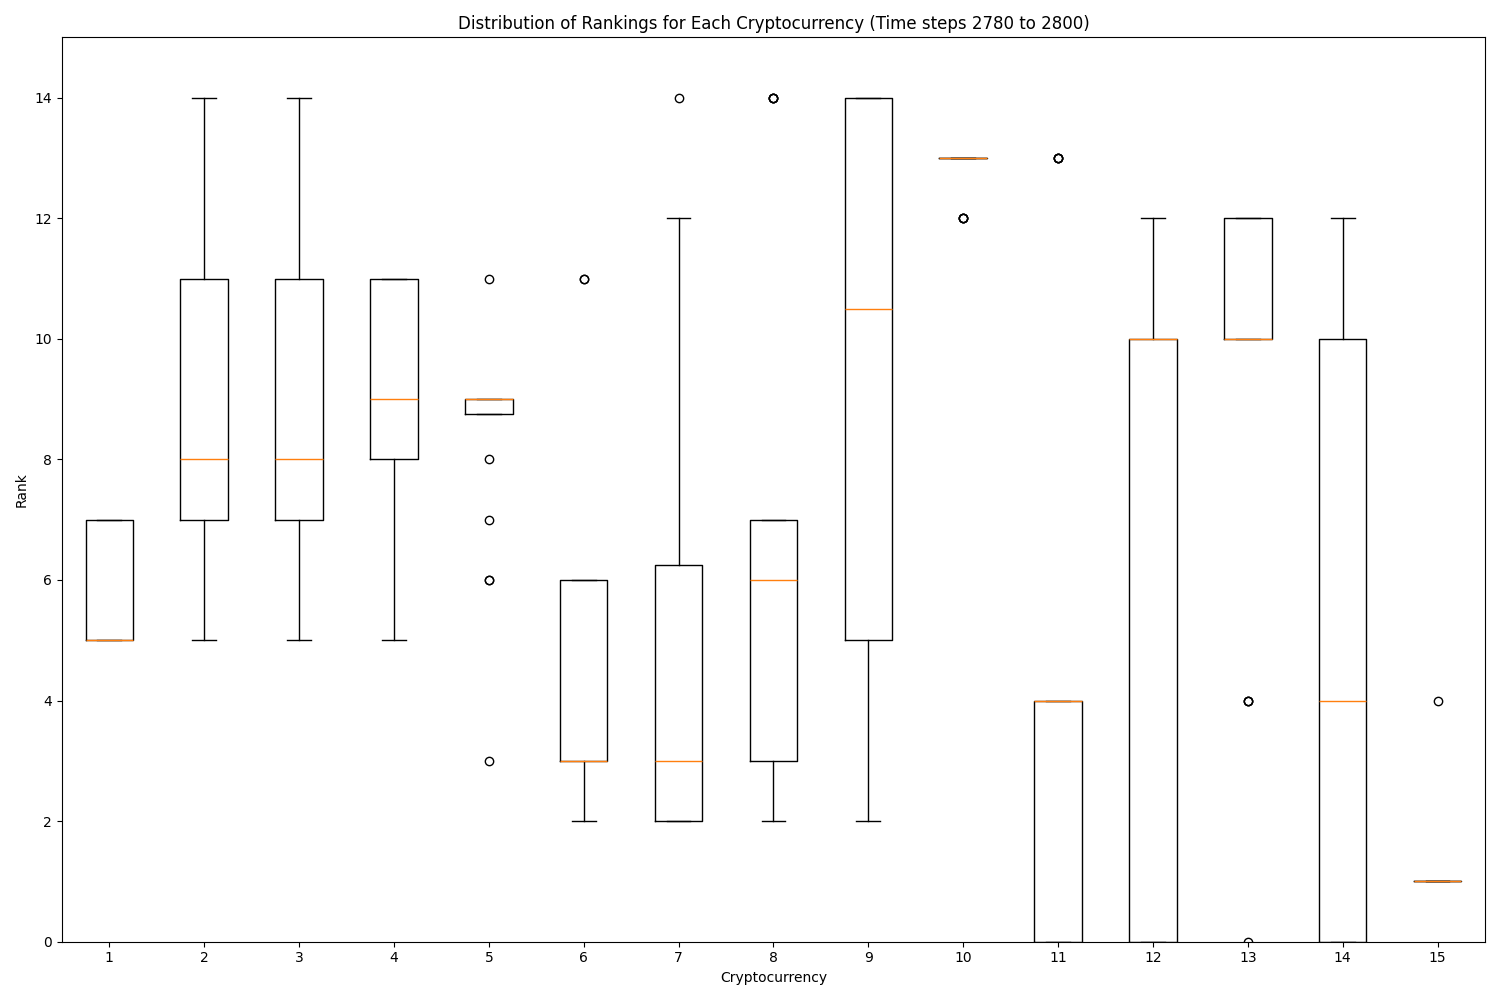 Distribution of Rankings for Each Cryptocurrency (Time steps 2780 to 2800)
Rank
14
12
10
8
6
4
2
0
1 2 3 4 5 6 7 8 9 10 11 12 13 14 15
Cryptocurrency